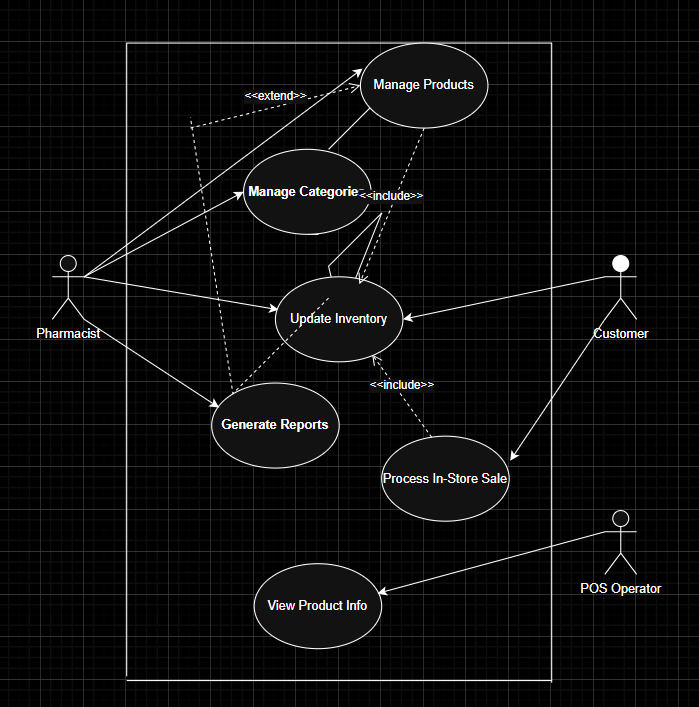 Manage Products
<<extend>>
Manage Categorie
<<include>>
Pharmacist
Update Inventory
Customer
<<include>>
Generate Reports
Process In-Store Sale
POS Operator
View Product Info